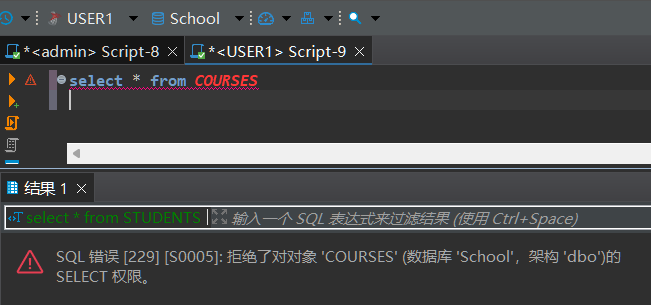 USER1 School
*<admin> Script-8 *<USER1> Script-9
select * from COURSES
结果 1
select * from STUDENTS 输入一个 SQL 表达式来过滤结果 (使用 Ctrl+Space)
SQL 错误 [229] [S0005]: 拒绝了对对象 'COURSES' (数据库 'School'，架构 'dbo')的
SELECT 权限。